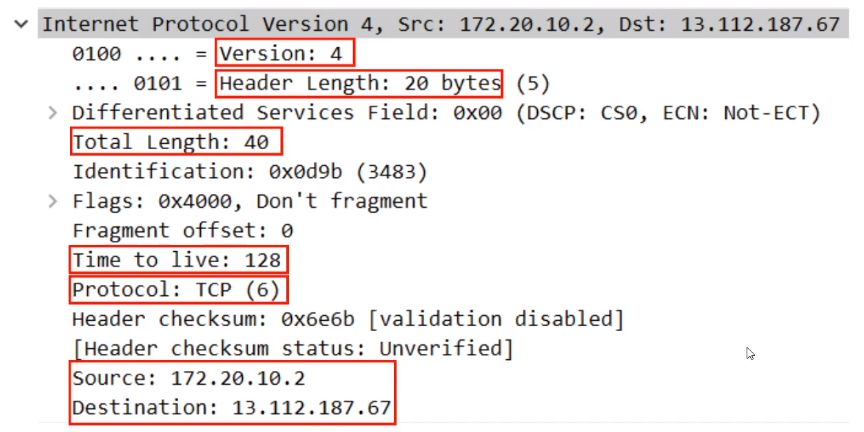 Internet Protocol Version 4, Src: 172.20.10.2, Dst: 13.112.187.67
0100 .... = Version: 4
.... 0101 = Header Length: 20 bytes (5)
Differentiated Services Field: 0x00 (DSCP: CS0, ECN: Not-ECT)
Total Length: 40
Identification: 0x0d9b (3483)
Flags: 0x4000, Don't fragment
Fragment offset: 0
Time to live: 128
Protocol: TCP (6)
Header checksum: 0x6e6b [validation disabled]
[Header checksum status: Unverified]
Source: 172.20.10.2
Destination: 13.112.187.67